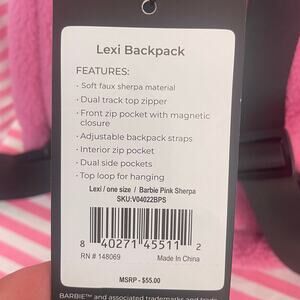 Lexi Backpack
FEATURES:
• Soft faux sherpa material
• Dual track top zipper
• Front zip pocket with magnetic
closure
• Adjustable backpack straps
• Interior zip pocket
• Dual side pockets
• Top loop for hanging
Lexi / one size / Barbie Pink Sherpa
SKU:V04022BPS
8 40271 45511 2
RN # 148069 Made In China
MSRP - $55.00
BARBIE™ and associated trademarks and trade